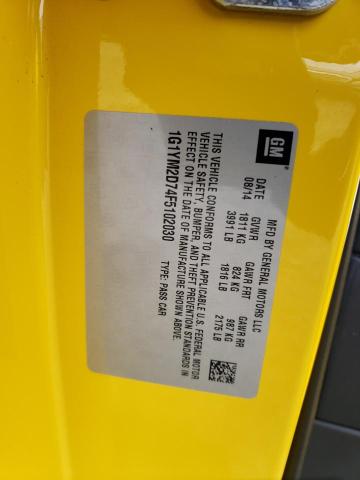 GM
MFD BY GENERAL MOTORS LLC
DATE GVWR GAWR FRT GAWR RR
08/14 1811 KG 824 KG 987 KG
3991 LB 1816 LB 2175 LB
THIS VEHICLE CONFORMS TO ALL APPLICABLE U.S. FEDERAL MOTOR
VEHICLE SAFETY, BUMPER, AND THEFT PREVENTION STANDARDS IN
EFFECT ON THE DATE OF MANUFACTURE SHOWN ABOVE.
1G1YM2D74F5102030 TYPE: PASS CAR